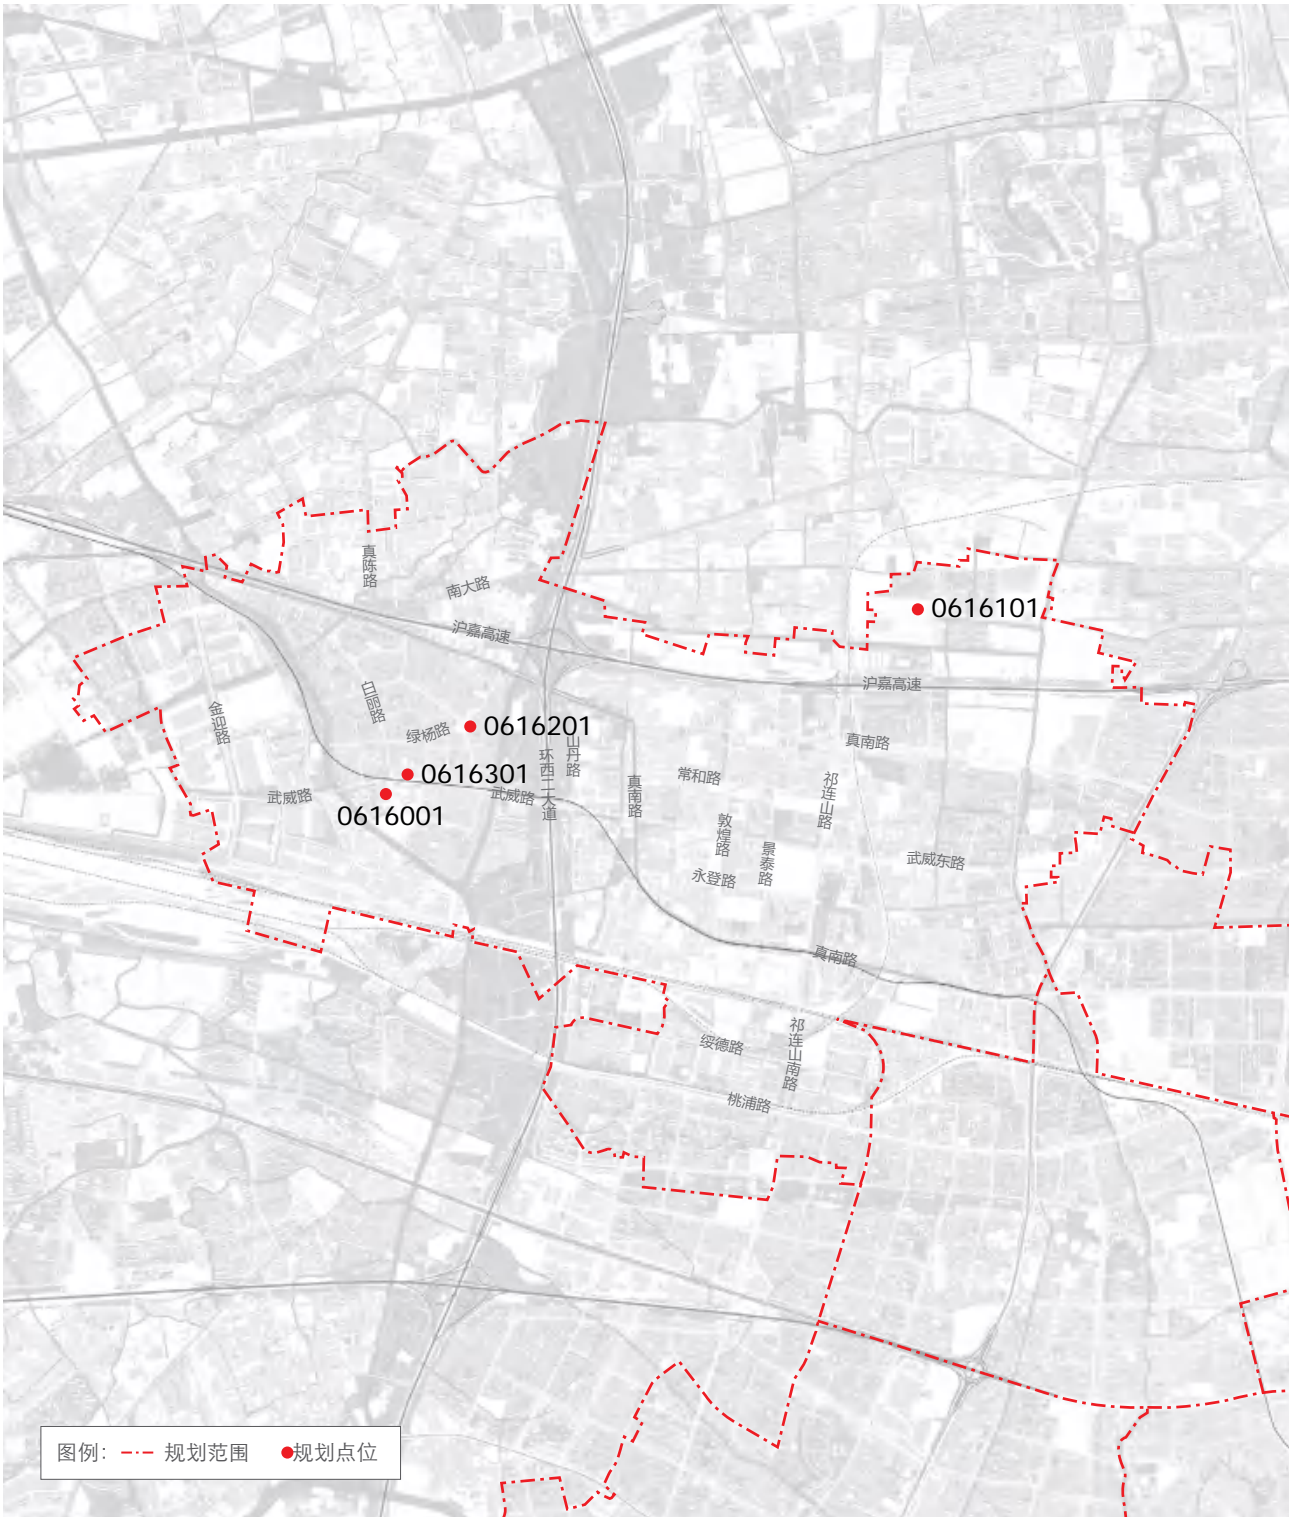 真陈路
南大路
0616101
沪嘉高速
沪嘉高速
金迎路
绿杨路
0616201
真南路
山丹路
环西二大道
0616301
常和路
真南路
祁连山路
武威路
武威路
0616001
敦煌路
景泰路
武威东路
永登路
真南路
祁连山南路
绥德路
桃浦路
图例： 规划范围 规划点位